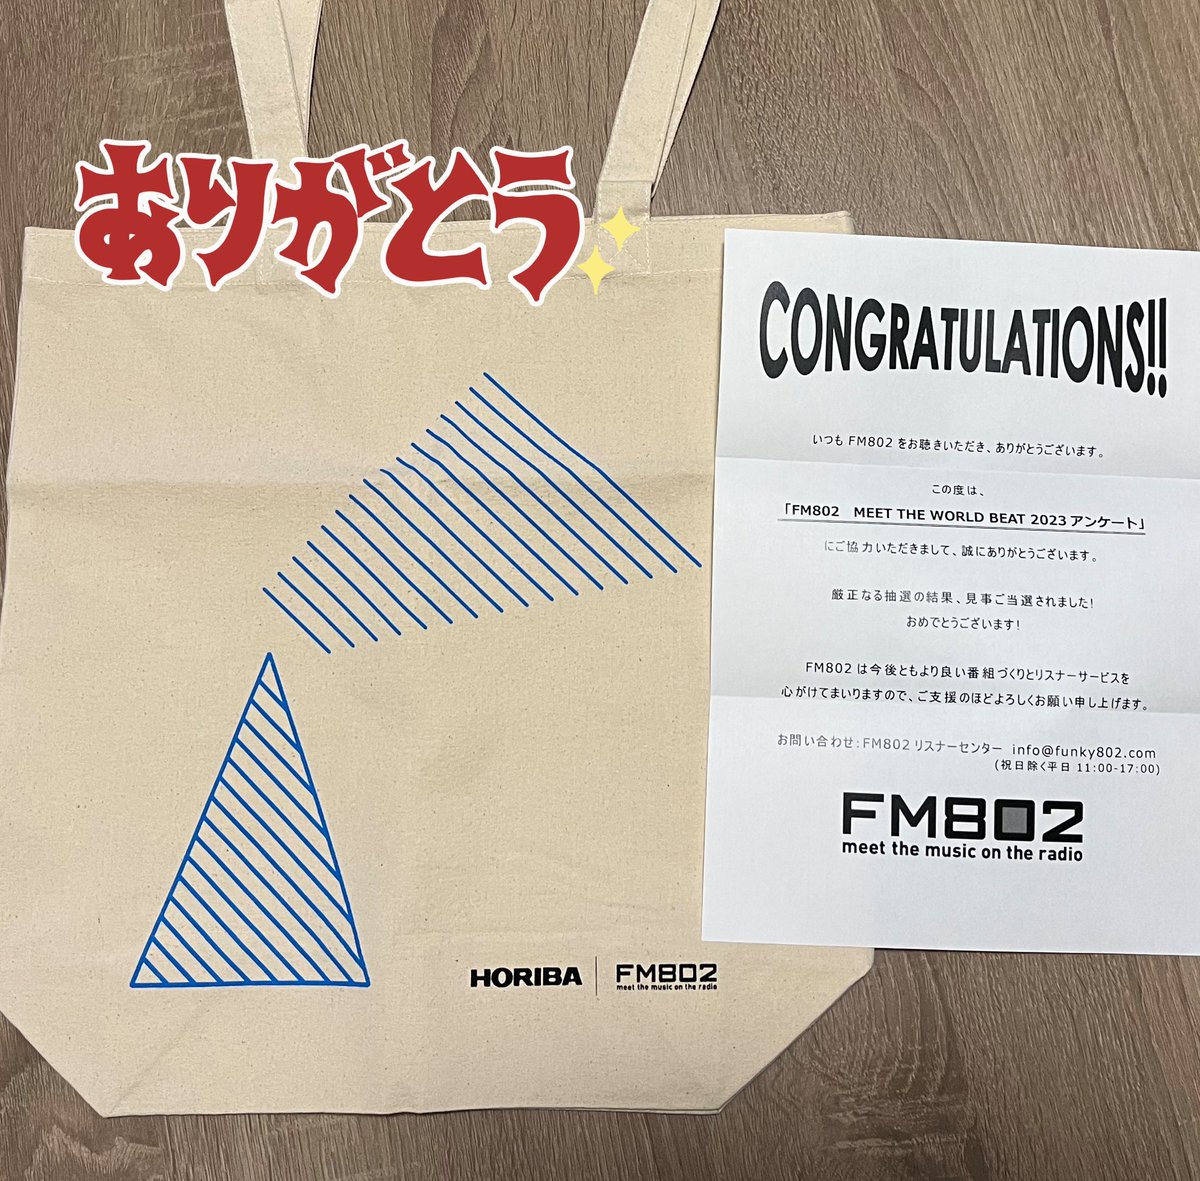 ありがとう
CONGRATULATIONS!!
いつも FM802 をお聴きいただき、ありがとうございます。
この度は、
「FM802　MEET THE WORLD BEAT 2023 アンケート」
にご協力いただきまして、誠にありがとうございます。
厳正なる抽選の結果、見事ご当選されました!
おめでとうございます!
FM802 は今後ともより良い番組づくりとリスナーサービスを
心がけてまいりますので、ご支援のほどよろしくお願い申し上げます。
お問い合わせ:FM802 リスナーセンター info@funky802.com
(祝日除く平日 11:00-17:00)
FM802
meet the music on the radio
HORIBA
FM802
meet the music on the radio